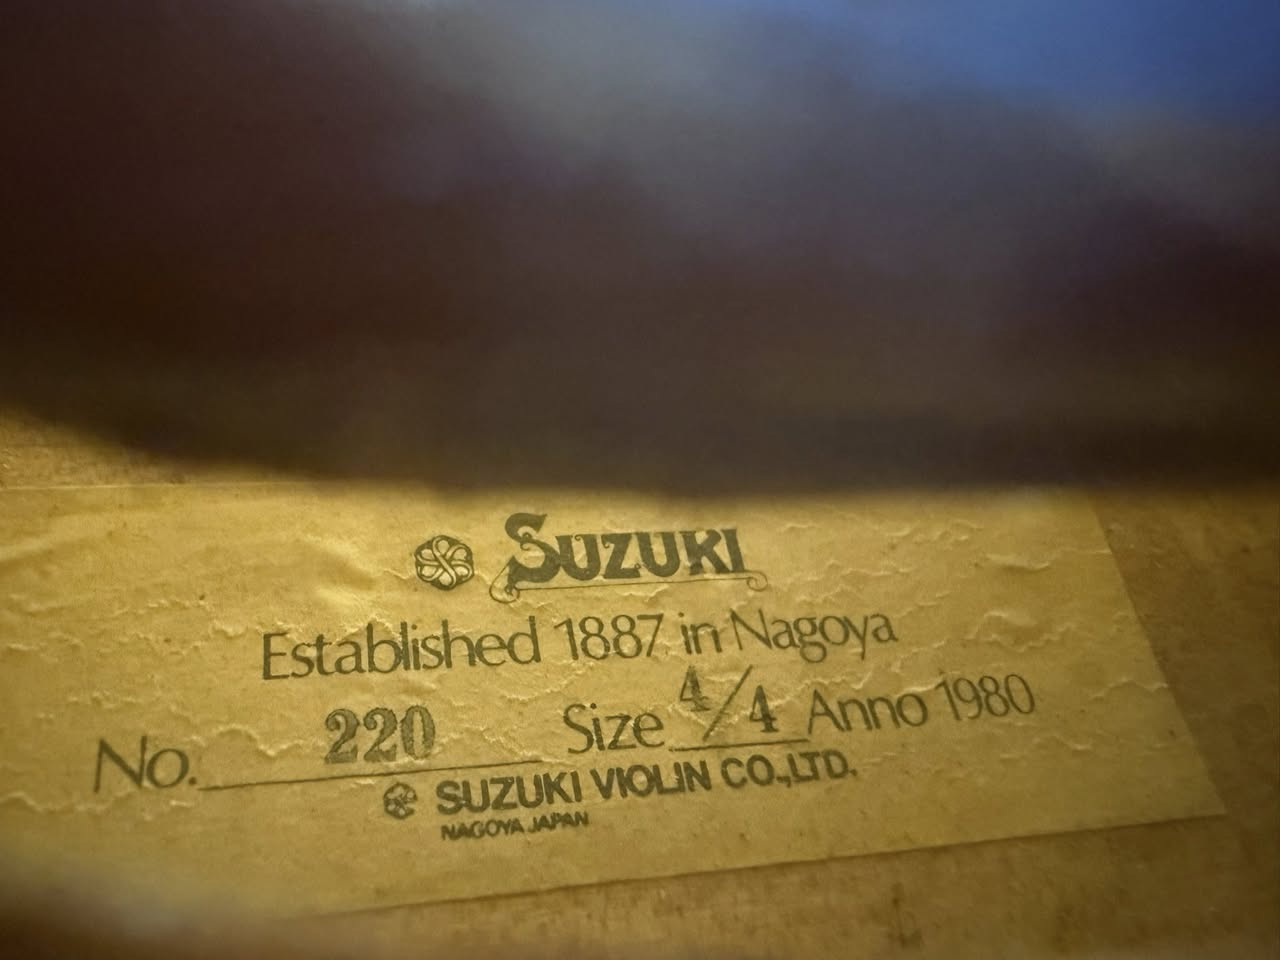 SUZUKI
Established 1887 in Nagoya
No. 220 Size 4/4 Anno 1980
SUZUKI VIOLIN CO.,LTD.
NAGOYA JAPAN